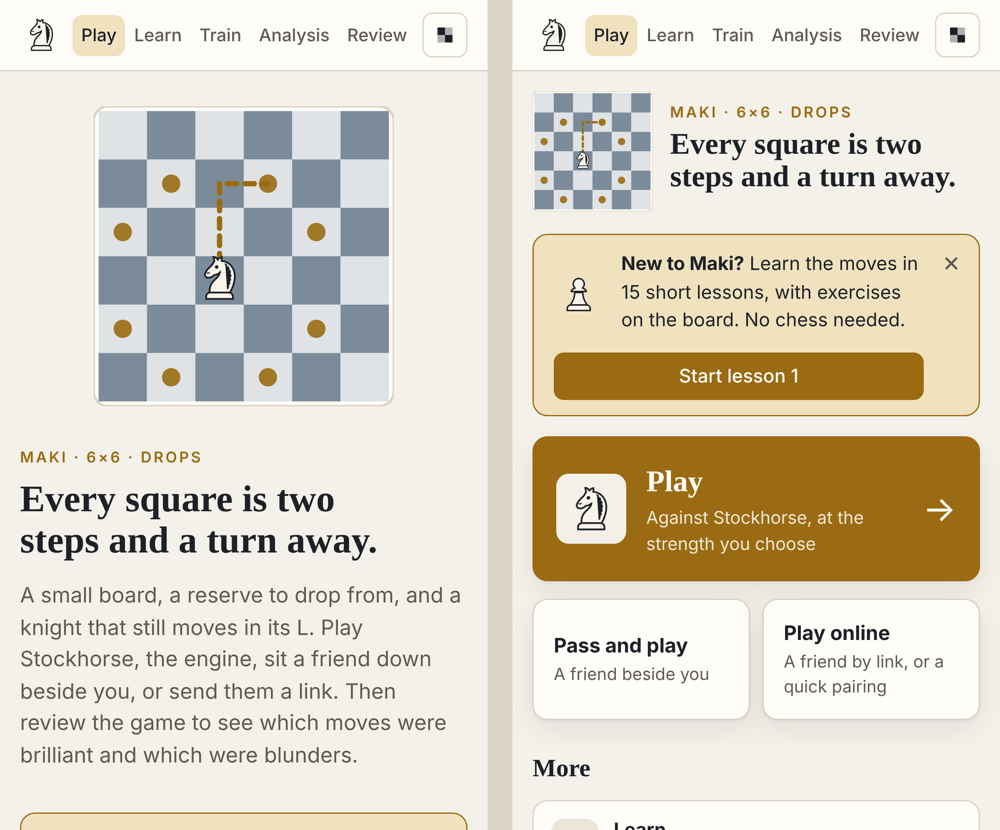 Play Learn Train Analysis Review
MAKI · 6×6 · DROPS
Every square is two
steps and a turn away.
A small board, a reserve to drop from, and a
knight that still moves in its L. Play
Stockhorse, the engine, sit a friend down
beside you, or send them a link. Then
review the game to see which moves were
brilliant and which were blunders.
Play Learn Train Analysis Review
MAKI · 6×6 · DROPS
Every square is two
steps and a turn away.
New to Maki? Learn the moves in
15 short lessons, with exercises
on the board. No chess needed.
Start lesson 1
Play
Against Stockhorse, at the
strength you choose
Pass and play
A friend beside you
Play online
A friend by link, or a
quick pairing
More
Learn